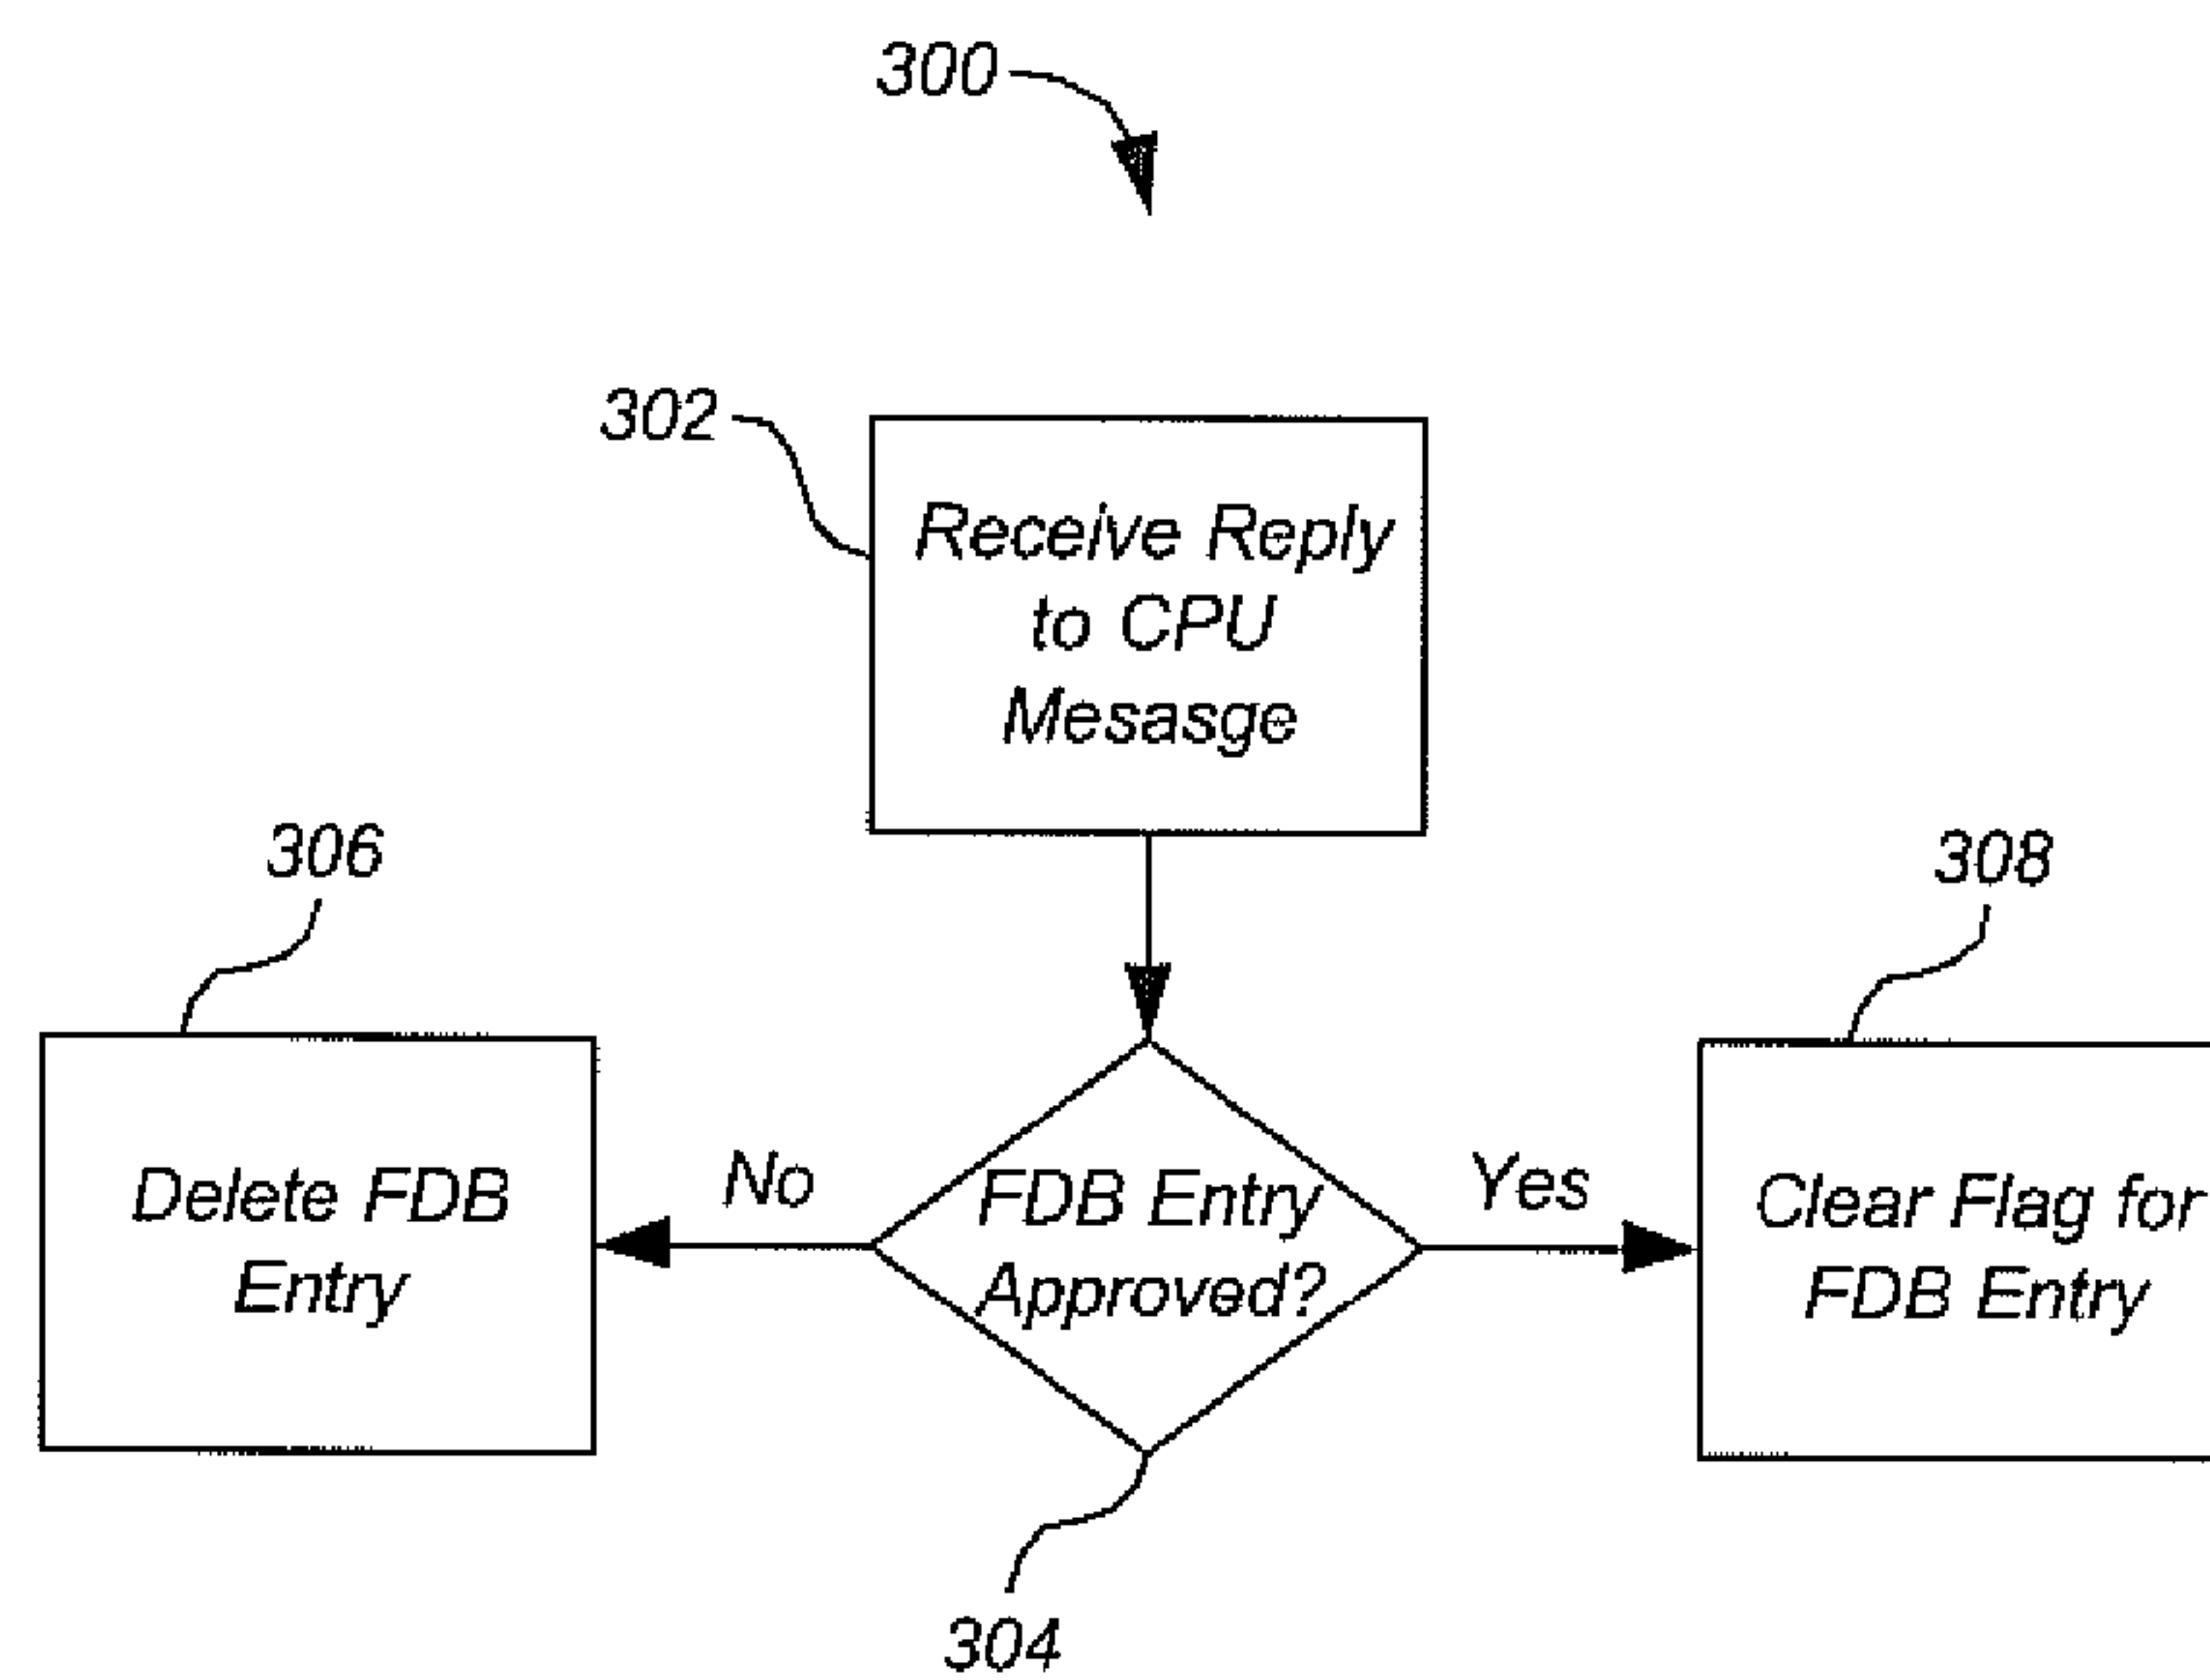 300
302
Receive Reply
to CPU
Mesasge
306
308
Delete FDB
Entry
No
FDB Entry
Approved?
Yes
Clear Flag for
FDB Entry
304